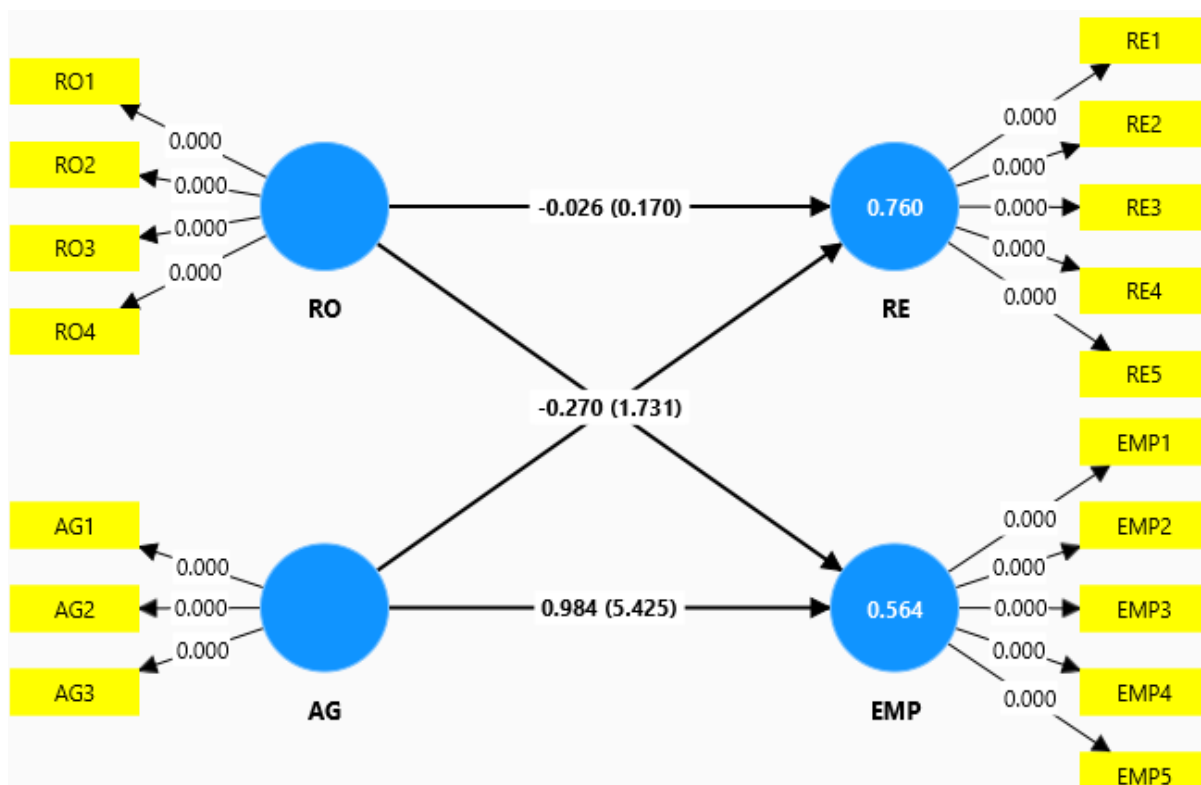 RO1
RO2
RO3
RO4
0.000
0.000
0.000
0.000
RO
-0.026 (0.170)
0.760
RE
0.000
0.000
0.000
0.000
0.000
RE1
RE2
RE3
RE4
RE5
-0.270 (1.731)
AG1
AG2
AG3
0.000
0.000
0.000
AG
0.984 (5.425)
0.564
EMP
0.000
0.000
0.000
0.000
0.000
EMP1
EMP2
EMP3
EMP4
EMP5